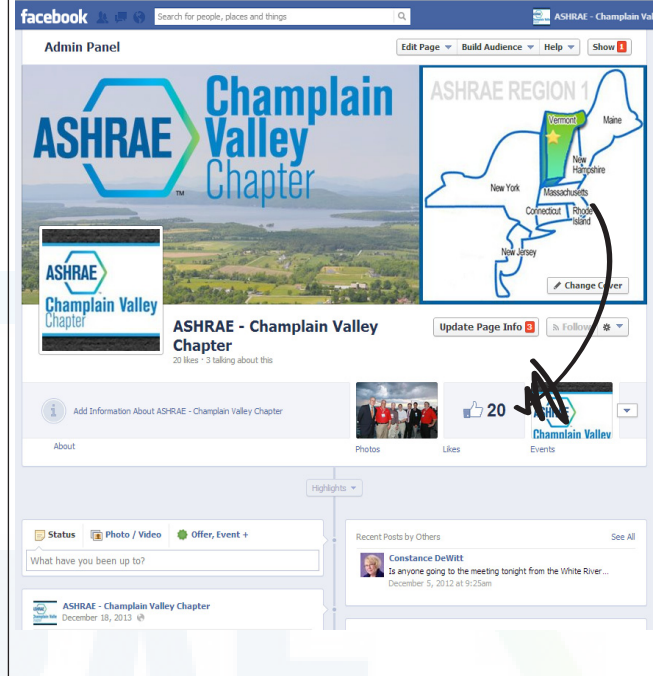 facebook
Search for people, places and things
ASHRAE - Champlain Val
Admin Panel
Edit Page
Build Audience
Help
Show 1
ASHRAE
TM
Champlain
Valley
Chapter
ASHRAE REGION 1
Vermont
Maine
New
Hampshire
New York
Massachusetts
Connecticut
Rhode
Island
New Jersey
Change Cover
ASHRAE
Champlain Valley
Chapter
ASHRAE - Champlain Valley
Chapter
20 likes · 3 talking about this
Update Page Info 3
Follow
Add Information About ASHRAE - Champlain Valley Chapter
20
ASHRAE
Champlain Valley
About
Photos
Likes
Events
Highlights
Status
Photo / Video
Offer, Event +
What have you been up to?
Recent Posts by Others
See All
Constance DeWitt
Is anyone going to the meeting tonight from the White River...
December 5, 2012 at 9:25am
ASHRAE - Champlain Valley Chapter
December 18, 2013